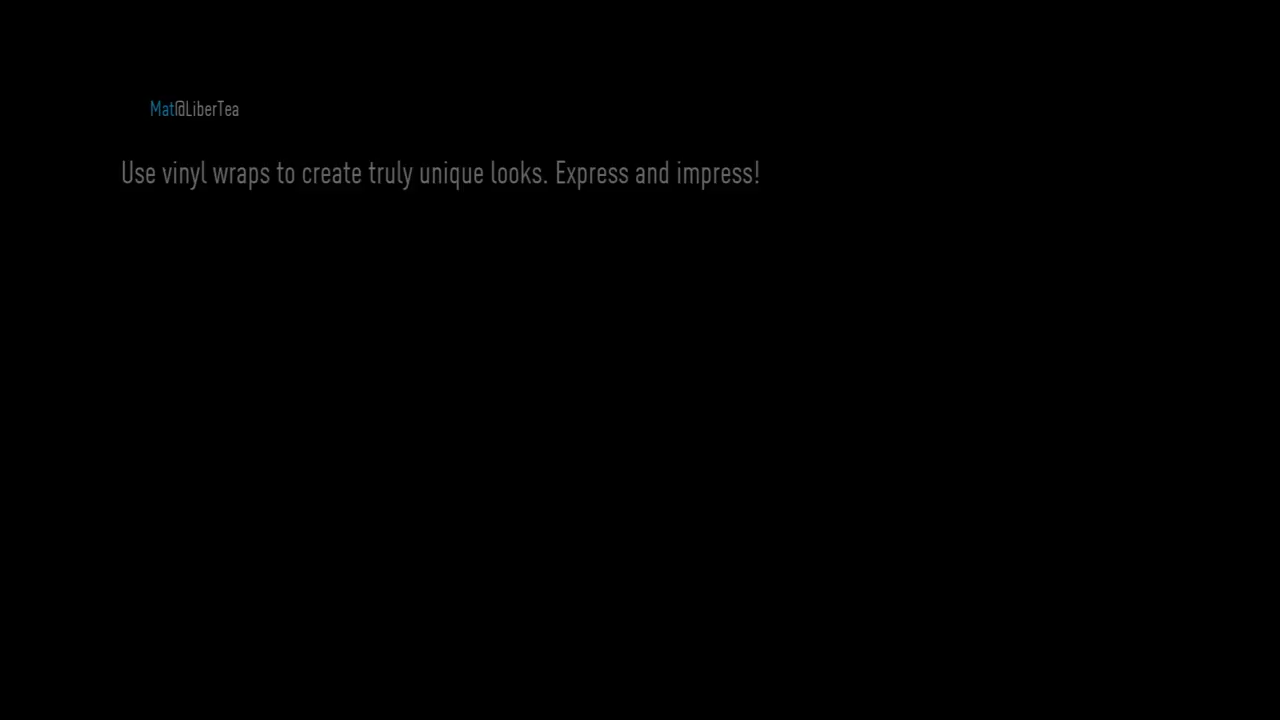 Mat@LiberTea
Use vinyl wraps to create truly unique looks. Express and impress!